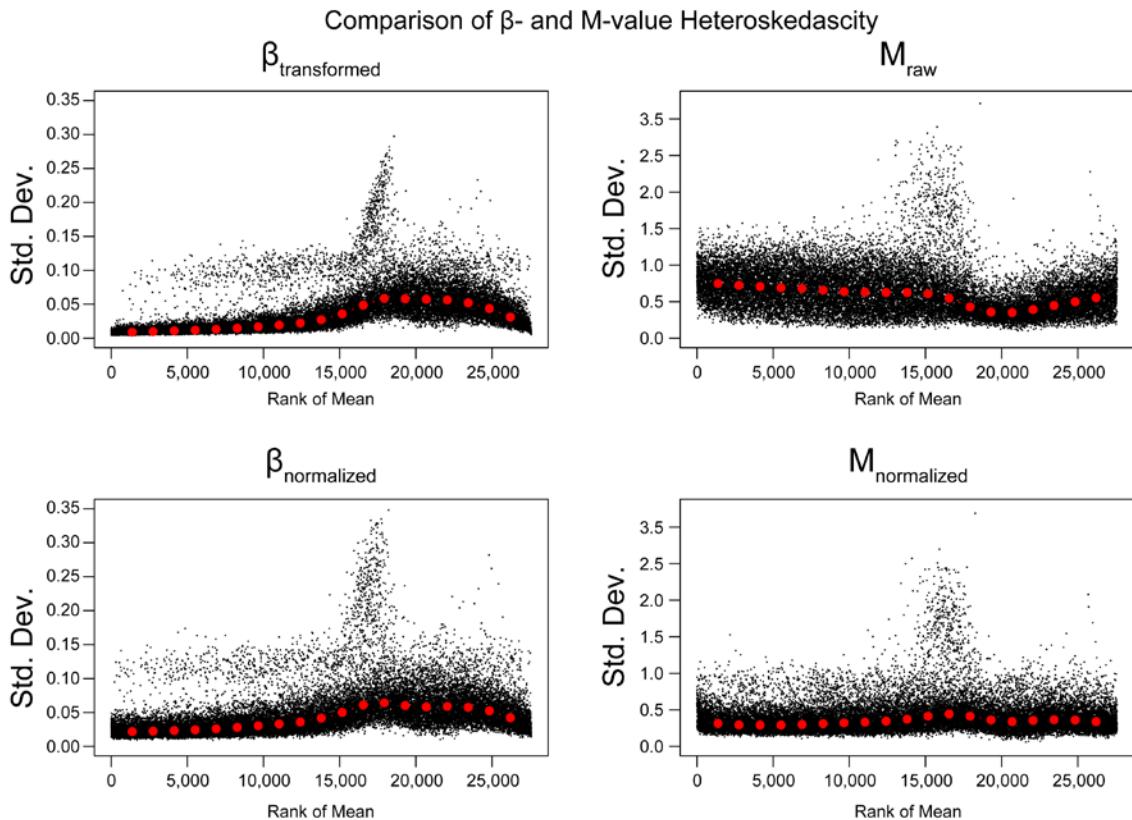 Comparison of β- and M-value Heteroskedascity
βtransformed
Std. Dev.
0.35
0.30
0.25
0.20
0.15
0.10
0.05
0.00
0 5,000 10,000 15,000 20,000 25,000
Rank of Mean
Mraw
Std. Dev.
3.5
2.5
2.0
1.5
1.0
0.5
0.0
0 5,000 10,000 15,000 20,000 25,000
Rank of Mean
βnormalized
Std. Dev.
0.35
0.30
0.25
0.20
0.15
0.10
0.05
0.00
0 5,000 10,000 15,000 20,000 25,000
Rank of Mean
Mnormalized
Std. Dev.
3.5
2.5
2.0
1.5
1.0
0.5
0.0
0 5,000 10,000 15,000 20,000 25,000
Rank of Mean